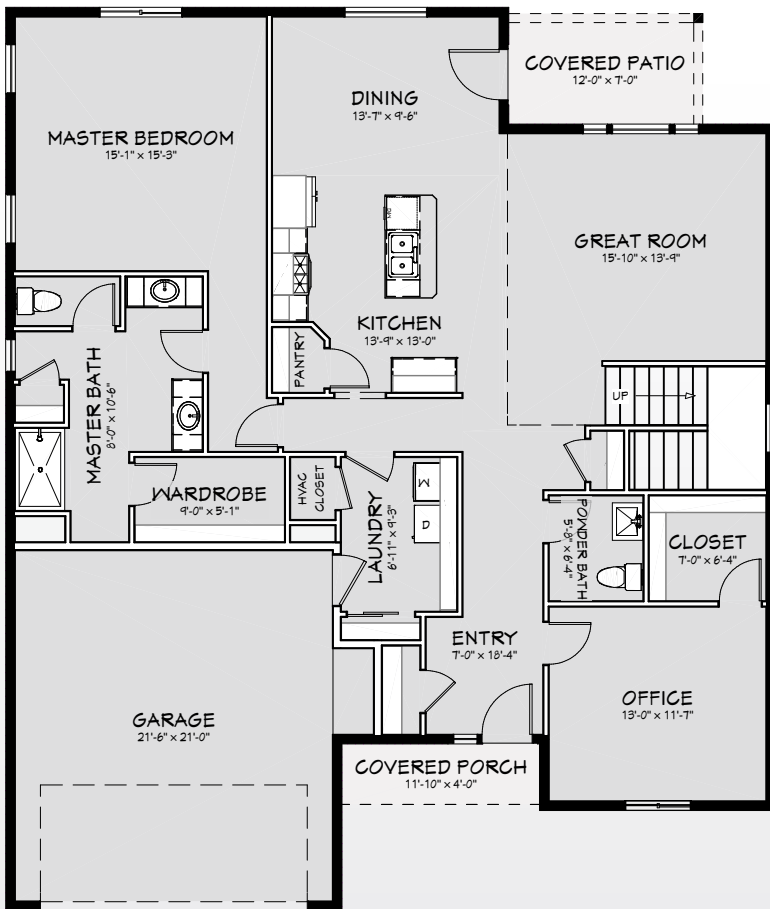 COVERED PATIO
12'-0" x 7'-0"
DINING
13'-7" x 9'-6"
MASTER BEDROOM
15'-1" x 15'-3"
GREAT ROOM
15'-10" x 13'-9"
KITCHEN
13'-9" x 13'-0"
PANTRY
UP
MASTER BATH
8'-0" x 10'-6"
WARDROBE
9'-0" x 5'-1"
HVAC
CLOSET
LAUNDRY
6'-11" x 9'-3"
W
D
POWDER BATH
5'-8" x 6'-4"
CLOSET
7'-0" x 6'-4"
ENTRY
7'-0" x 18'-4"
OFFICE
13'-0" x 11'-7"
GARAGE
21'-6" x 21'-0"
COVERED PORCH
11'-10" x 4'-0"